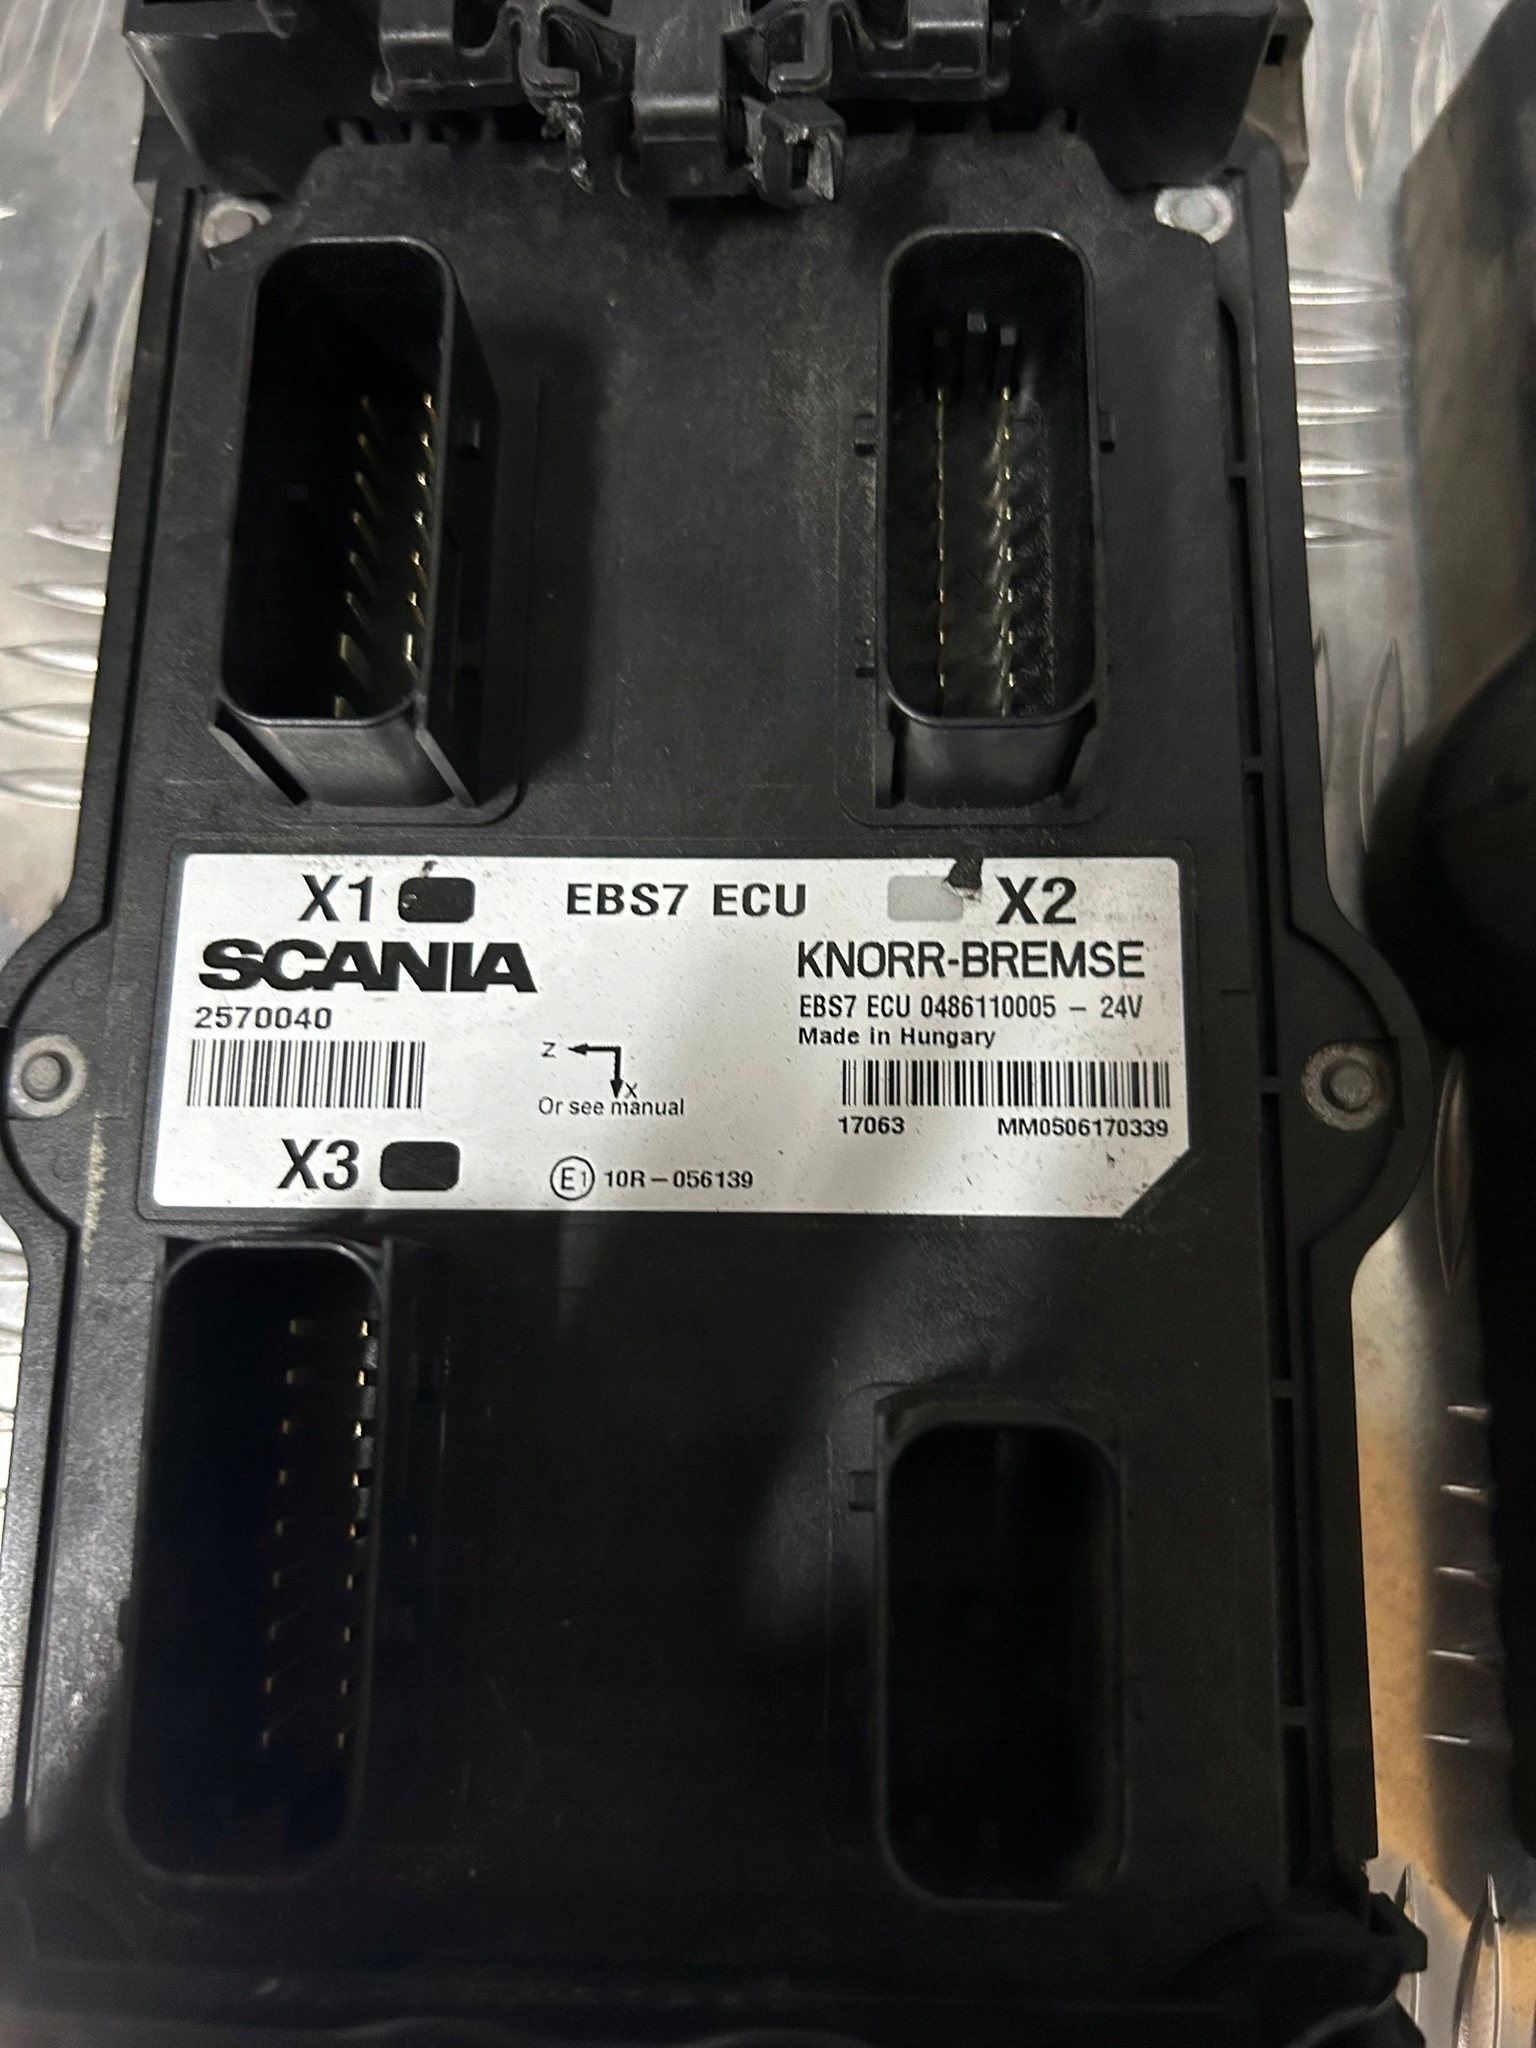 X1 EBS7 ECU X2
SCANIA KNORR-BREMSE
2570040 EBS7 ECU 0486110005 - 24V
Made in Hungary
Z
X
Or see manual
17063 MM0506170339
X3 E1 10R-056139